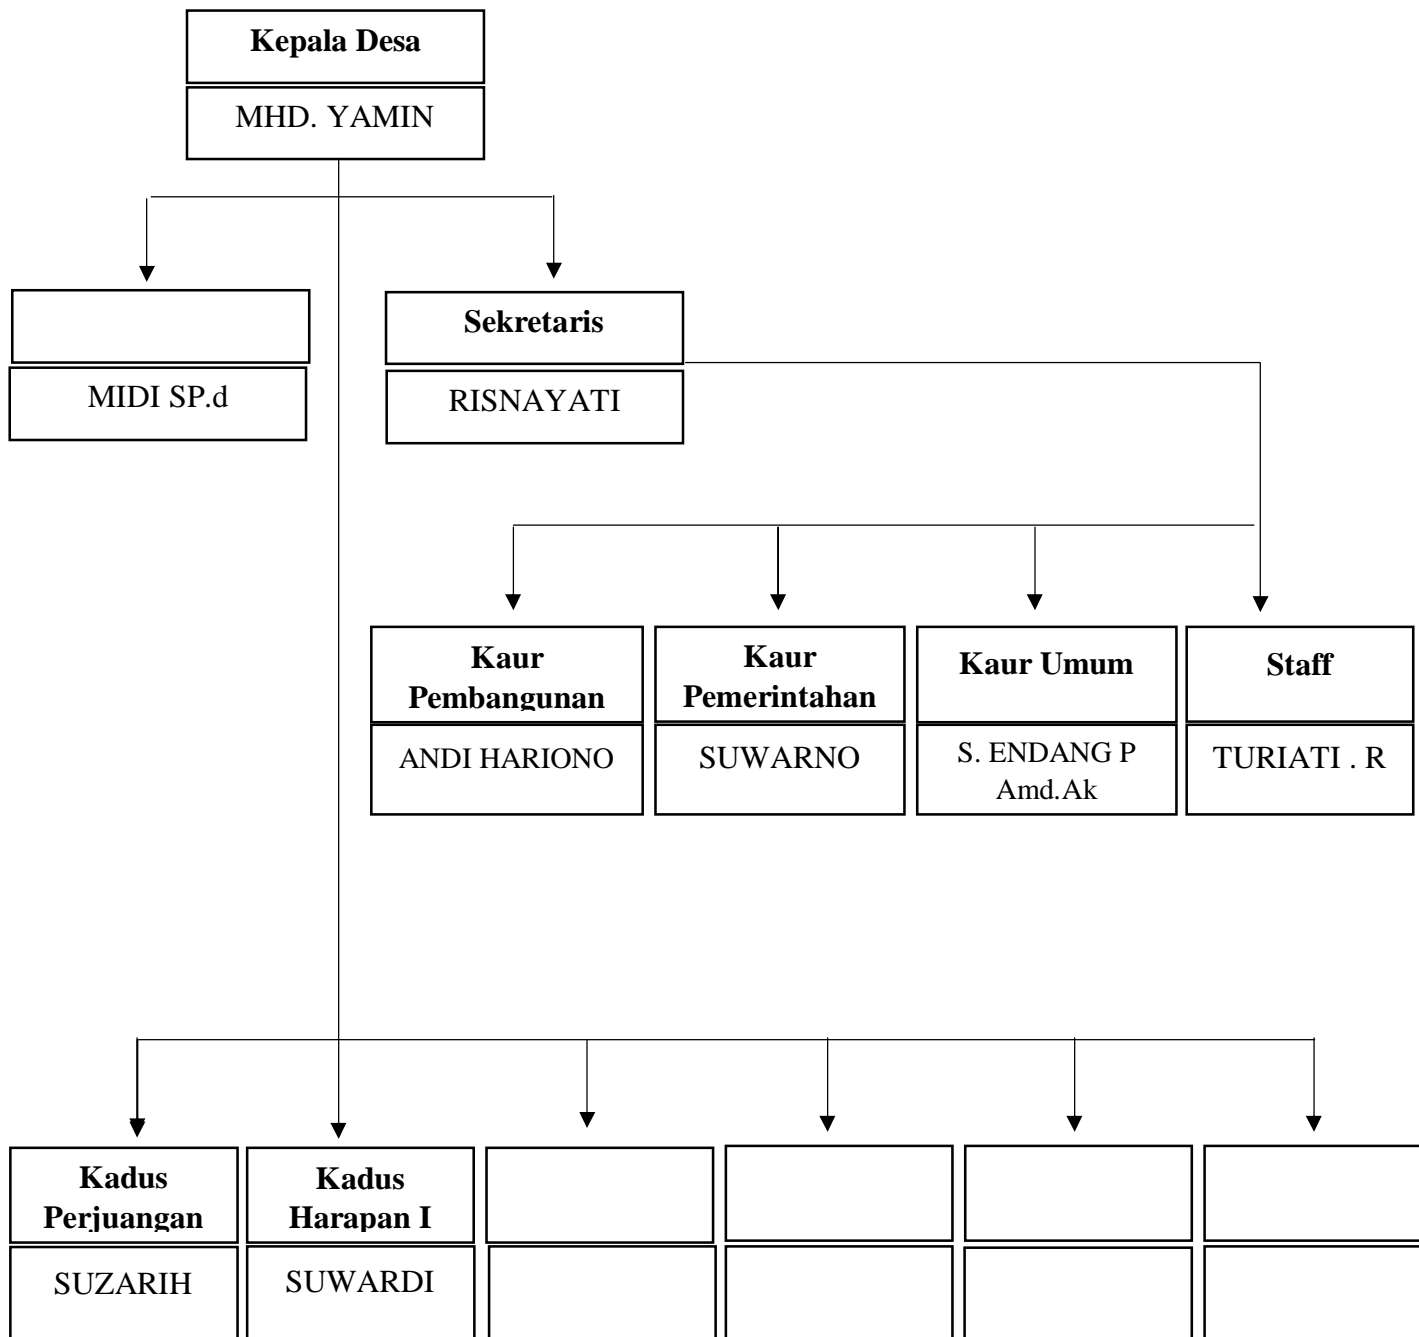 Kepala Desa
MHD. YAMIN
MIDI SP.d
Sekretaris
RISNAYATI
Kaur
Pembangunan
ANDI HARIONO
Kaur
Pemerintahan
SUWARNO
Kaur Umum
S. ENDANG P
Amd.Ak
Staff
TURIATI . R
Kadus
Perjuangan
SUZARIH
Kadus
Harapan I
SUWARDI